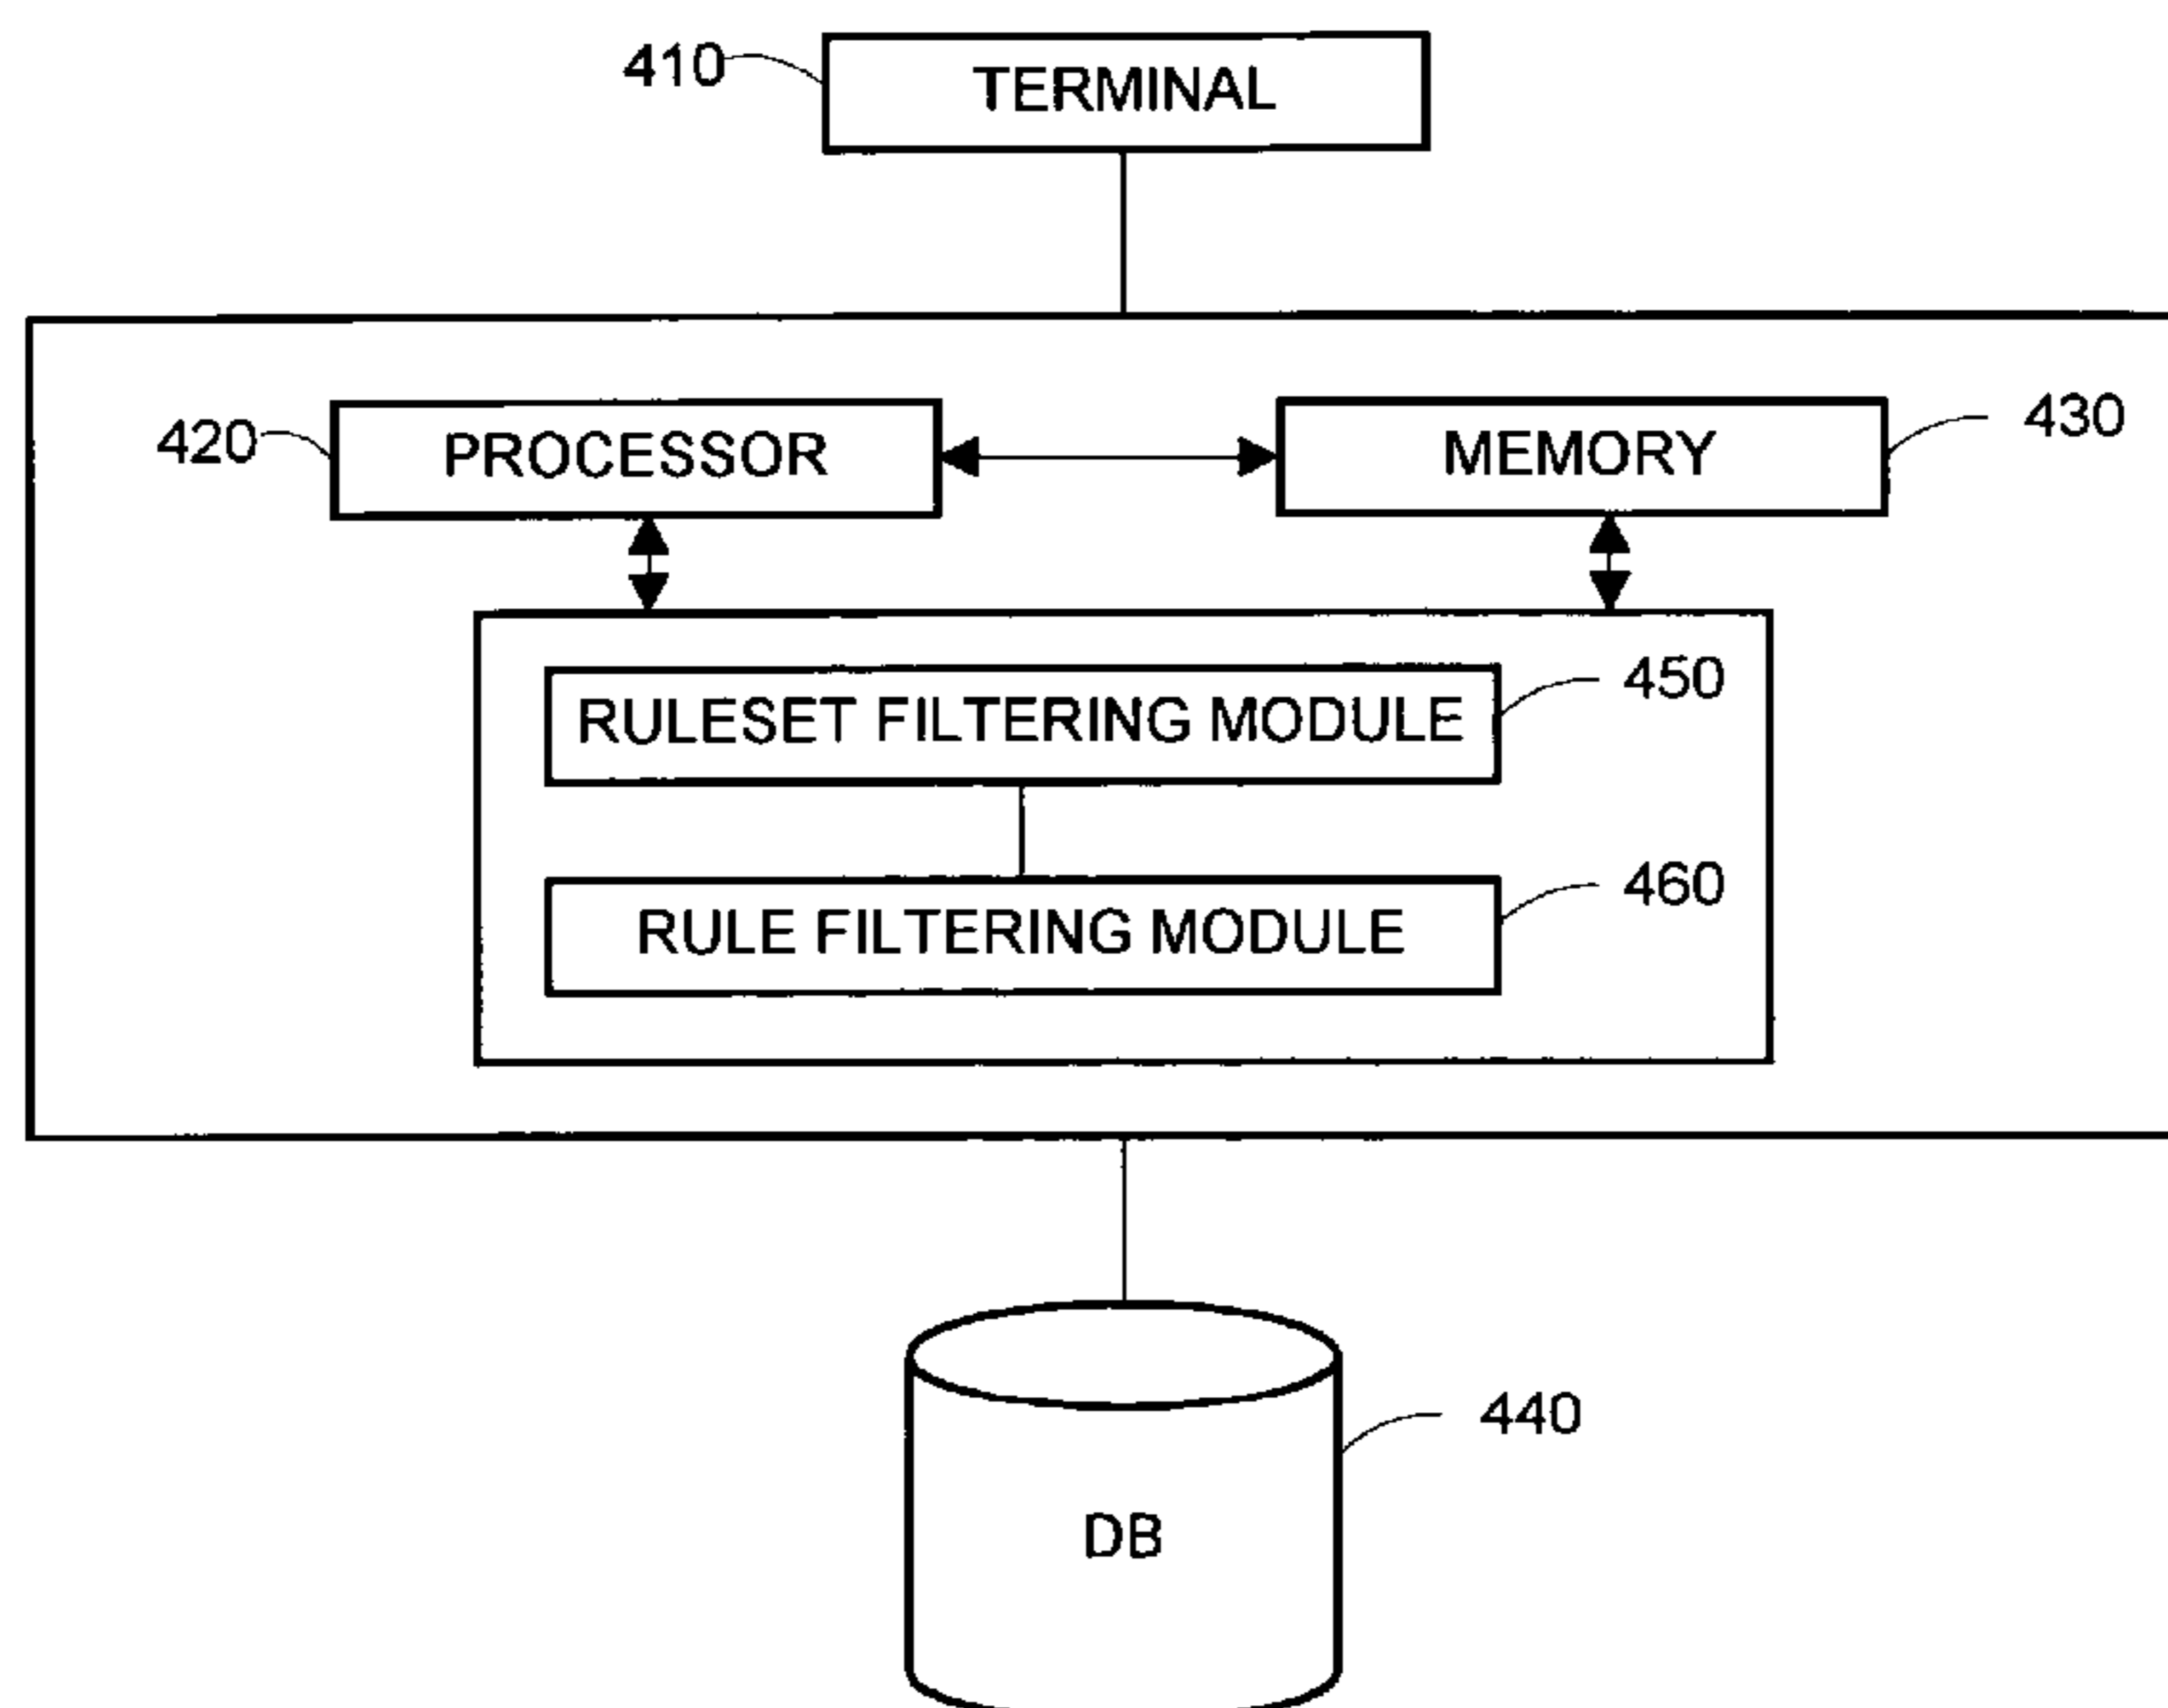 410
TERMINAL
420
PROCESSOR
MEMORY
430
RULESET FILTERING MODULE
450
RULE FILTERING MODULE
460
440
DB